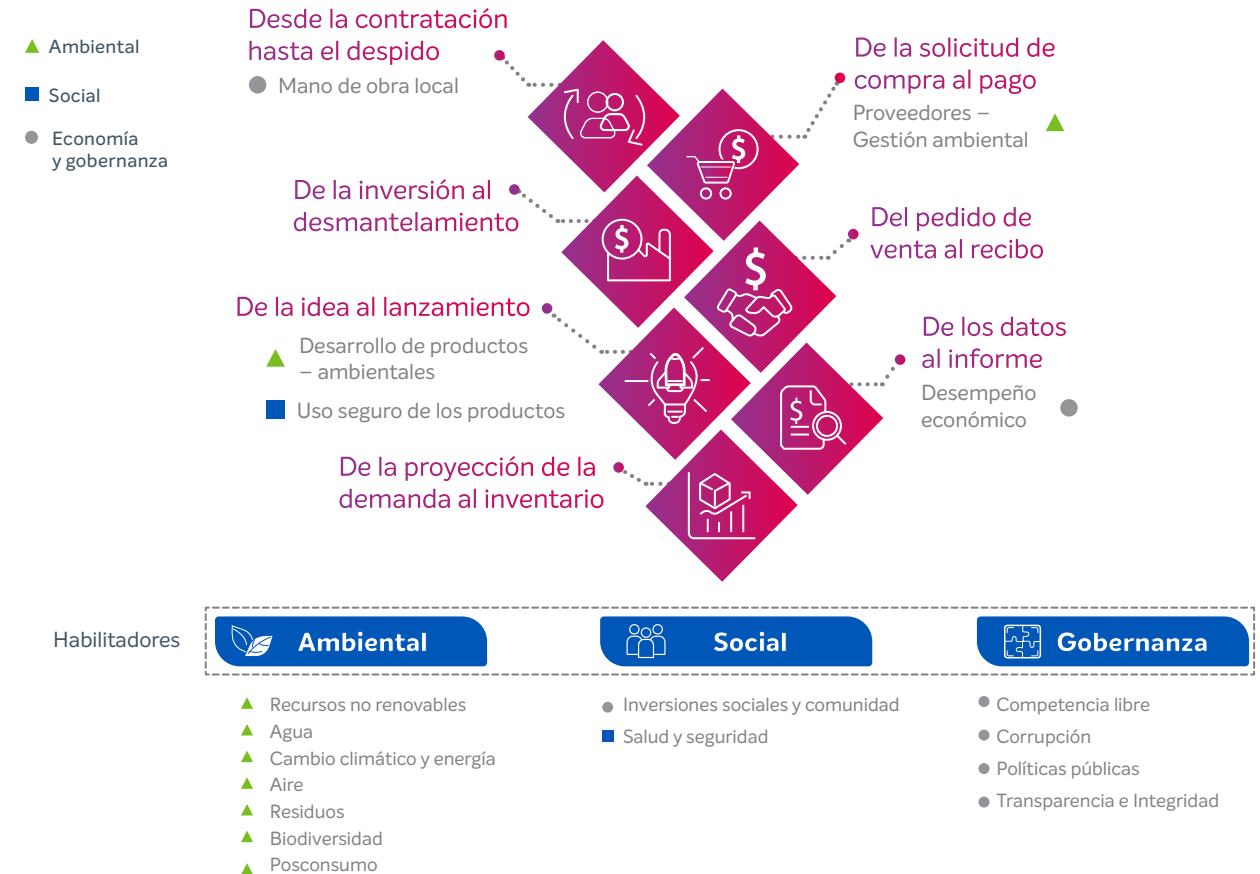 Ambiental
Social
Economía
y gobernanza
Desde la contratación
hasta el despido
Mano de obra local
De la solicitud de
compra al pago
Proveedores –
Gestión ambiental
$
De la inversión al
desmantelamiento
$
Del pedido de
venta al recibo
$
De la idea al lanzamiento
Desarrollo de productos
– ambientales
Uso seguro de los productos
De los datos
al informe
Desempeño
económico
$
De la proyección de la
demanda al inventario
Habilitadores
Ambiental
Social
Gobernanza
Recursos no renovables
Agua
Cambio climático y energía
Aire
Residuos
Biodiversidad
Posconsumo
Inversiones sociales y comunidad
Salud y seguridad
Competencia libre
Corrupción
Políticas públicas
Transparencia e Integridad